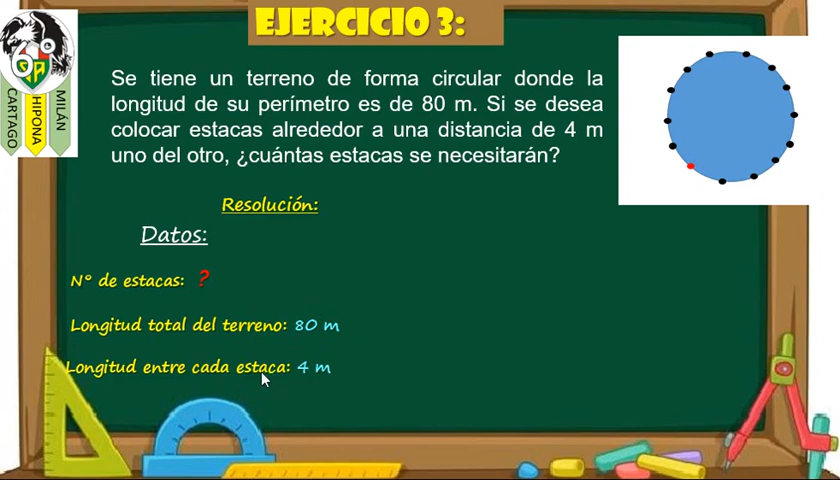 EJERCICIO 3:
6°
CARTAGO
HIPONA
MILÁN
Se tiene un terreno de forma circular donde la
longitud de su perímetro es de 80 m. Si se desea
colocar estacas alrededor a una distancia de 4 m
uno del otro, ¿cuántas estacas se necesitarán?
Resolución:
Datos:
N° de estacas: ?
Longitud total del terreno: 80 m
Longitud entre cada estaca: 4 m